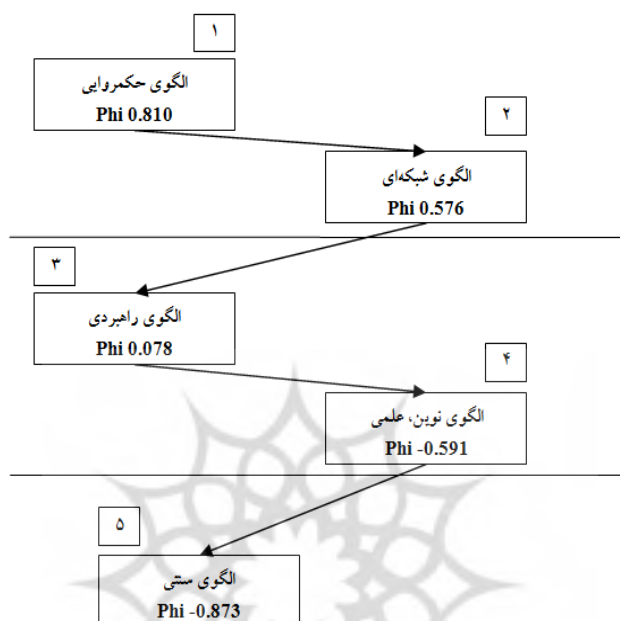 ۱
الگوی حکمروایی
Phi 0.810
۲
الگوی شبکه‌ای
Phi 0.576
۳
الگوی راهبردی
Phi 0.078
۴
الگوی نوین، علمی
Phi -0.591
۵
الگوی سنتی
Phi -0.873